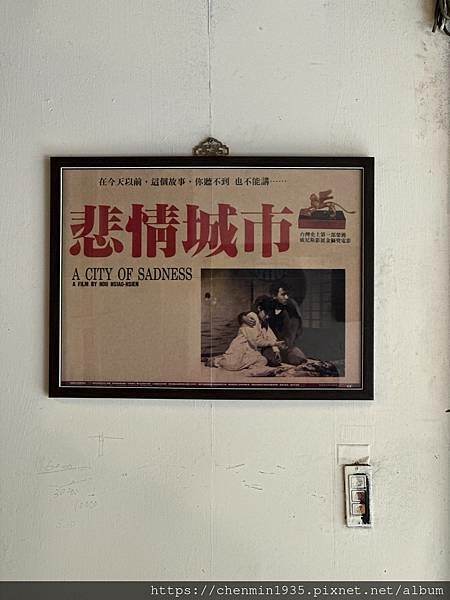 在今天以前，這個故事，你聽不到 也不能講……
悲情城市
台灣史上第一部榮獲
威尼斯影展金獅獎電影
A CITY OF SADNESS
A FILM BY HOU HSIAO-HSIEN
https://chenmin1935.pixnet.net/album